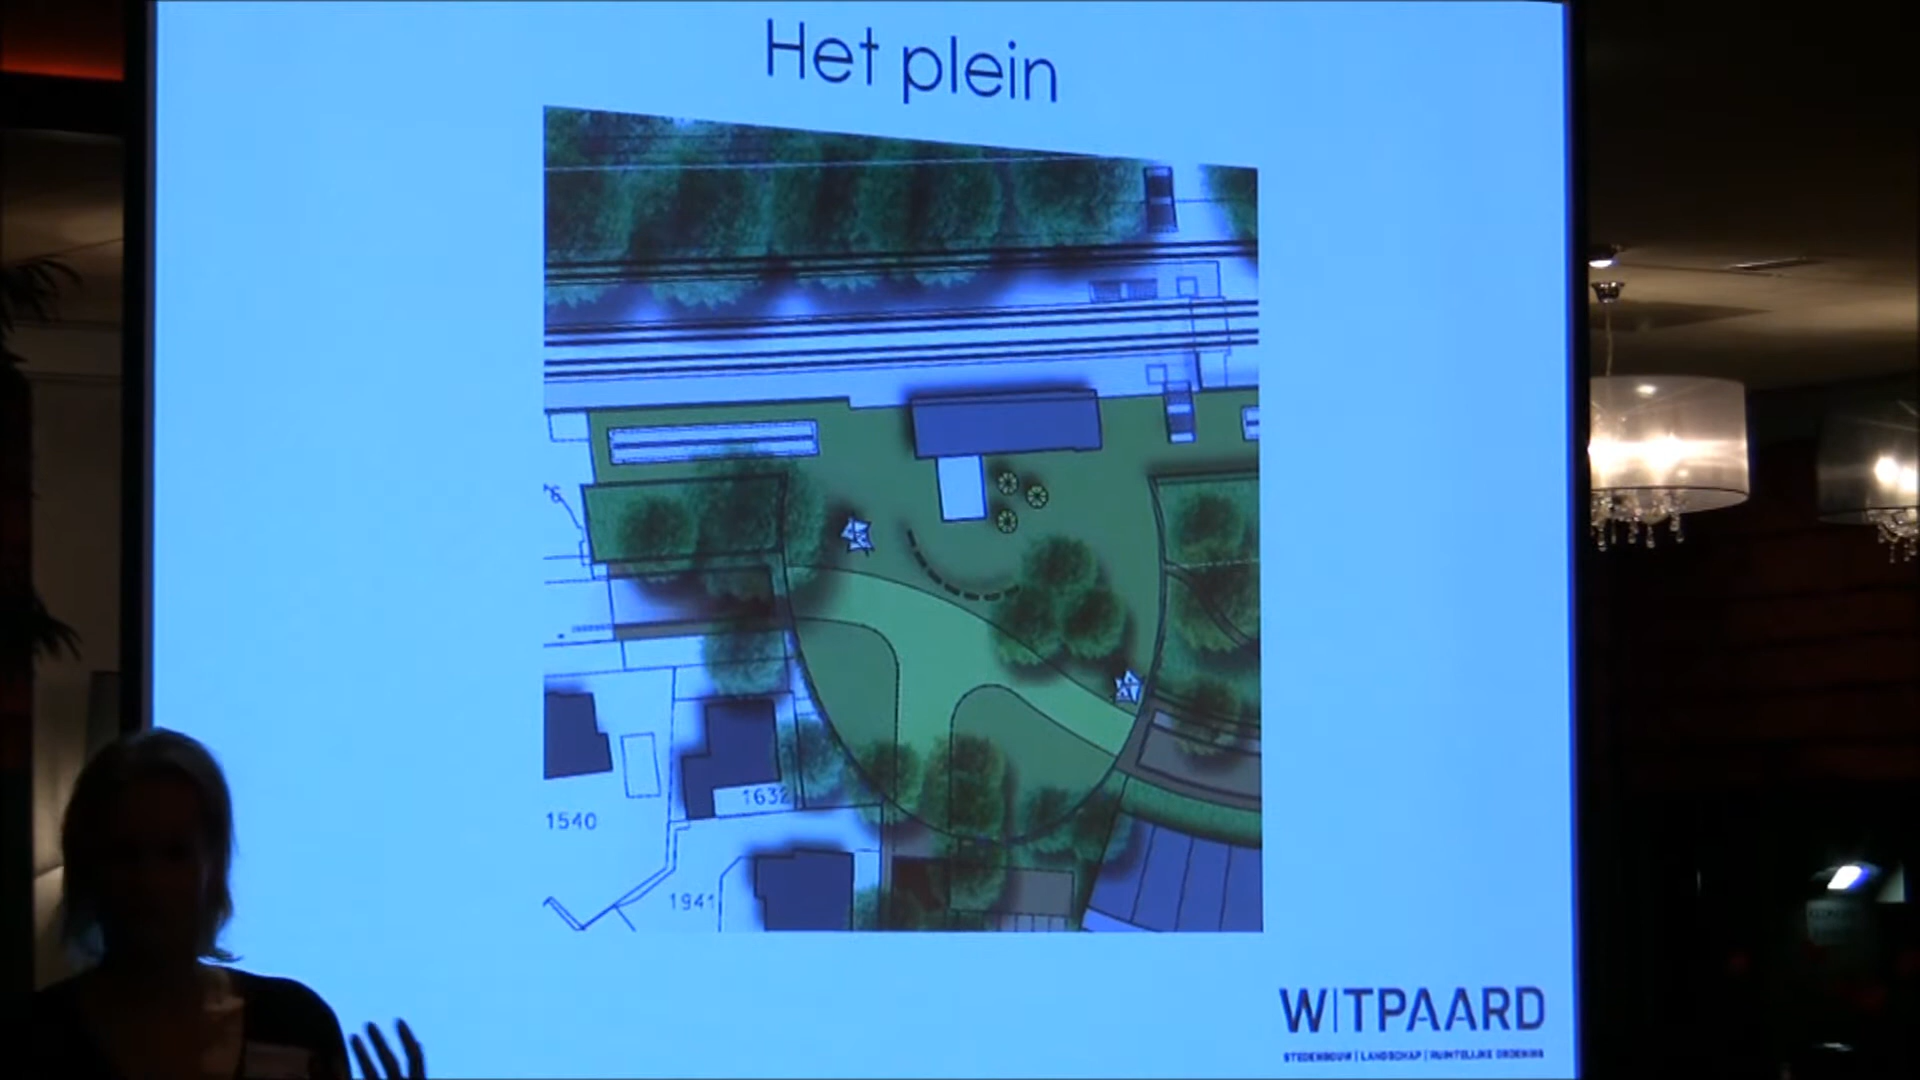 Het plein
1632
1540
1941
WITPAARD
STEDENBOUW | LANDSCHAP | RUIMTELIJKE ORDENING